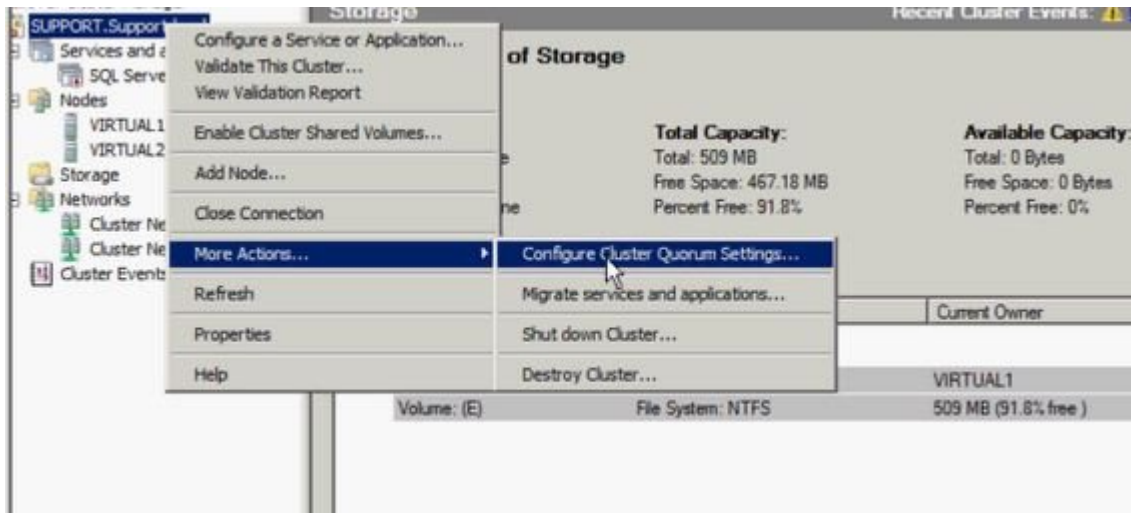 Storage
Recent Cluster Events:
SUPPORT.Support
Services and a
SQL Serve
Nodes
VIRTUAL1
VIRTUAL2
Storage
Networks
Cluster Ne
Cluster Ne
Cluster Events
Configure a Service or Application...
Validate This Cluster...
View Validation Report
Enable Cluster Shared Volumes...
Add Node...
Close Connection
More Actions...
Refresh
Properties
Help
Configure Cluster Quorum Settings...
Migrate services and applications...
Shut down Cluster...
Destroy Cluster...
of Storage
e
ne
Total Capacity:
Total: 509 MB
Free Space: 467.18 MB
Percent Free: 91.8%
Available Capacity:
Total: 0 Bytes
Free Space: 0 Bytes
Percent Free: 0%
Current Owner
VIRTUAL1
Volume: (E) File System: NTFS 509 MB (91.8% free )